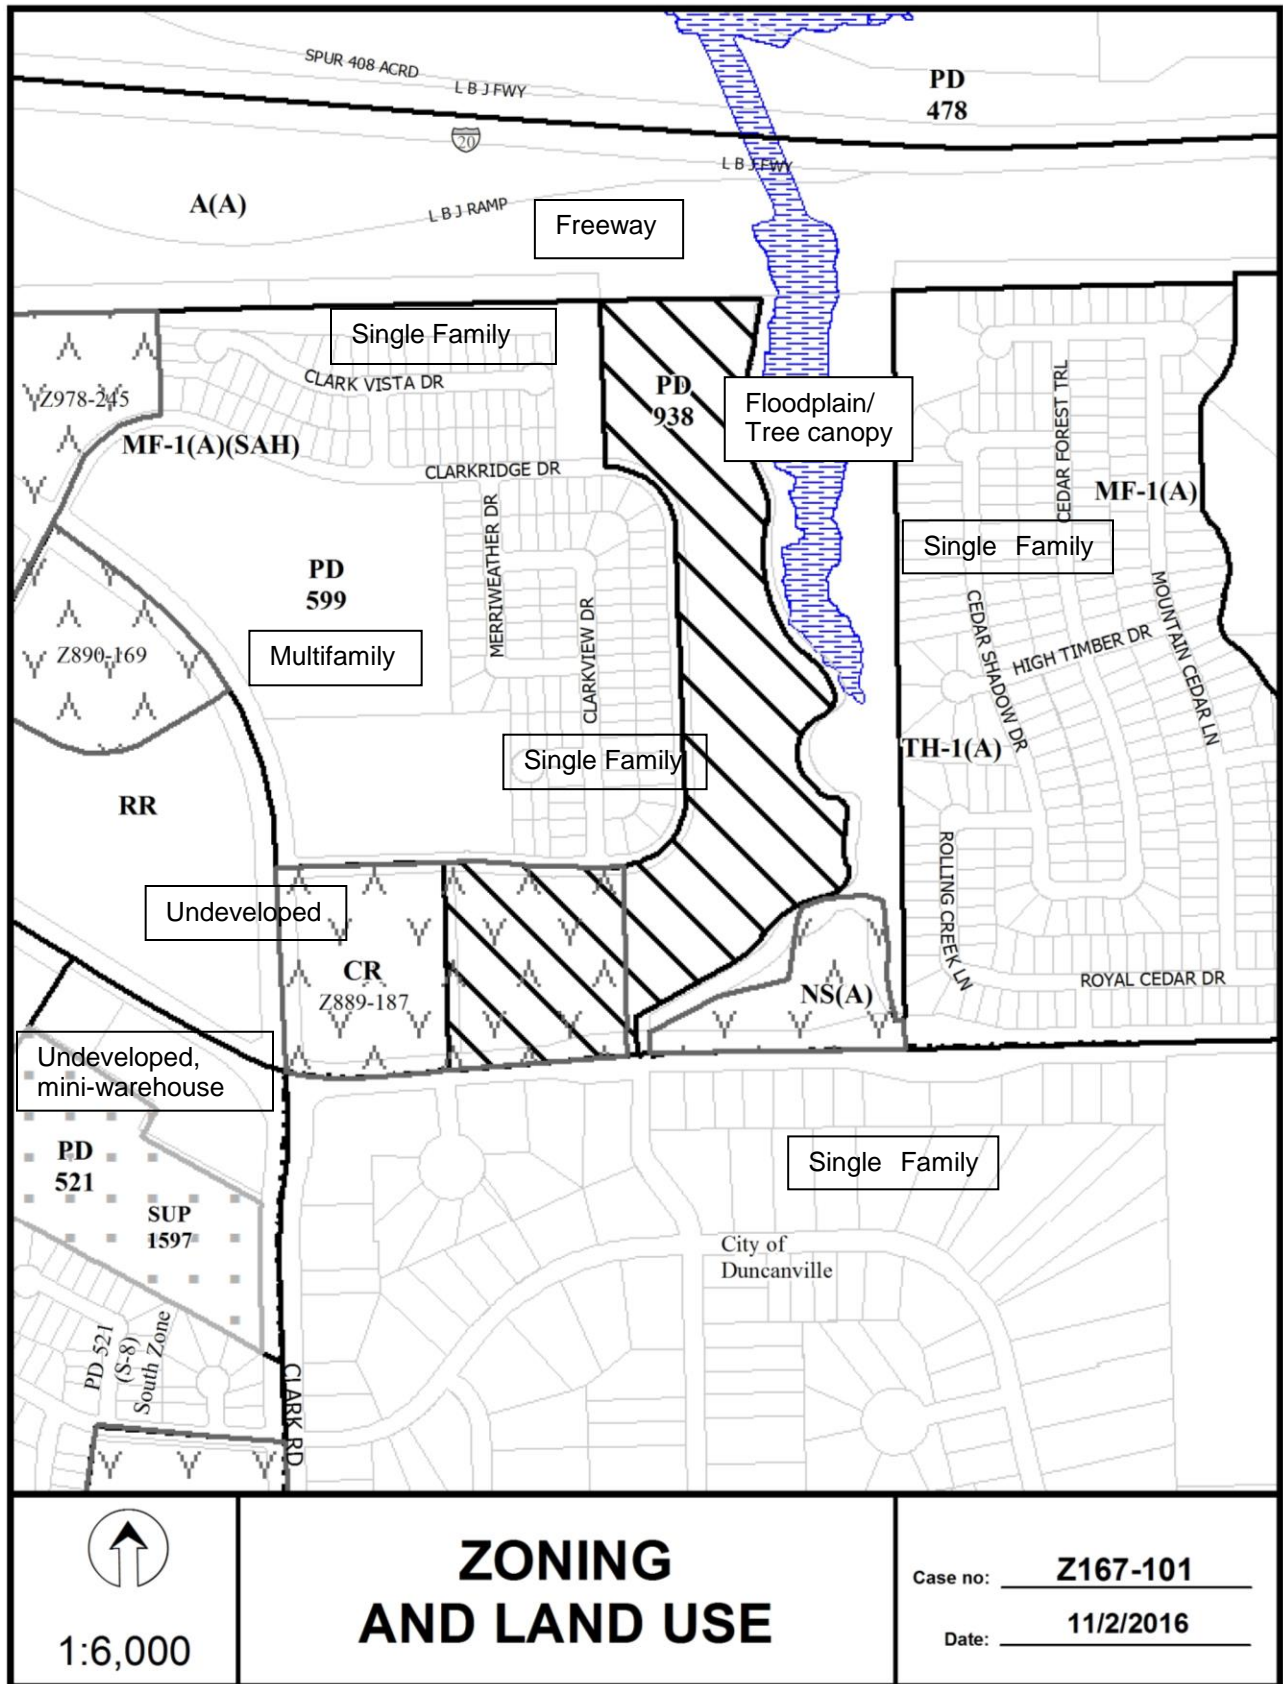 SPUR 408 ACRD
L B J FWY
PD
478
20
L B J FWY
A(A)
L B J RAMP
Freeway
Single Family
CLARK VISTA DR
PD
938
Floodplain/
Tree canopy
Z978-245
MF-1(A)(SAH)
CLARKRIDGE DR
CEDAR FOREST TRL
MF-1(A)
MERRIWEATHER DR
Single Family
PD
599
CLARKVIEW DR
CEDAR SHADOW DR
MOUNTAIN CEDAR LN
HIGH TIMBER DR
Z890-169
Multifamily
Single Family
TH-1(A)
RR
ROLLING CREEK LN
Undeveloped
CR
Z889-187
NS(A)
ROYAL CEDAR DR
Undeveloped,
mini-warehouse
PD
521
SUP
1597
Single Family
City of
Duncanville
PD 521
(S-8)
South Zone
CLARK RD
1:6,000
ZONING
AND LAND USE
Case no: Z167-101
Date: 11/2/2016